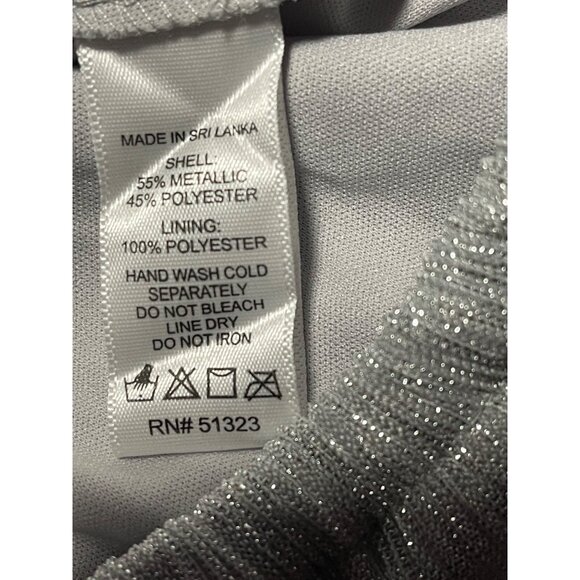 MADE IN SRI LANKA
SHELL:
55% METALLIC
45% POLYESTER
LINING:
100% POLYESTER
HAND WASH COLD
SEPARATELY
DO NOT BLEACH
LINE DRY
DO NOT IRON
RN# 51323